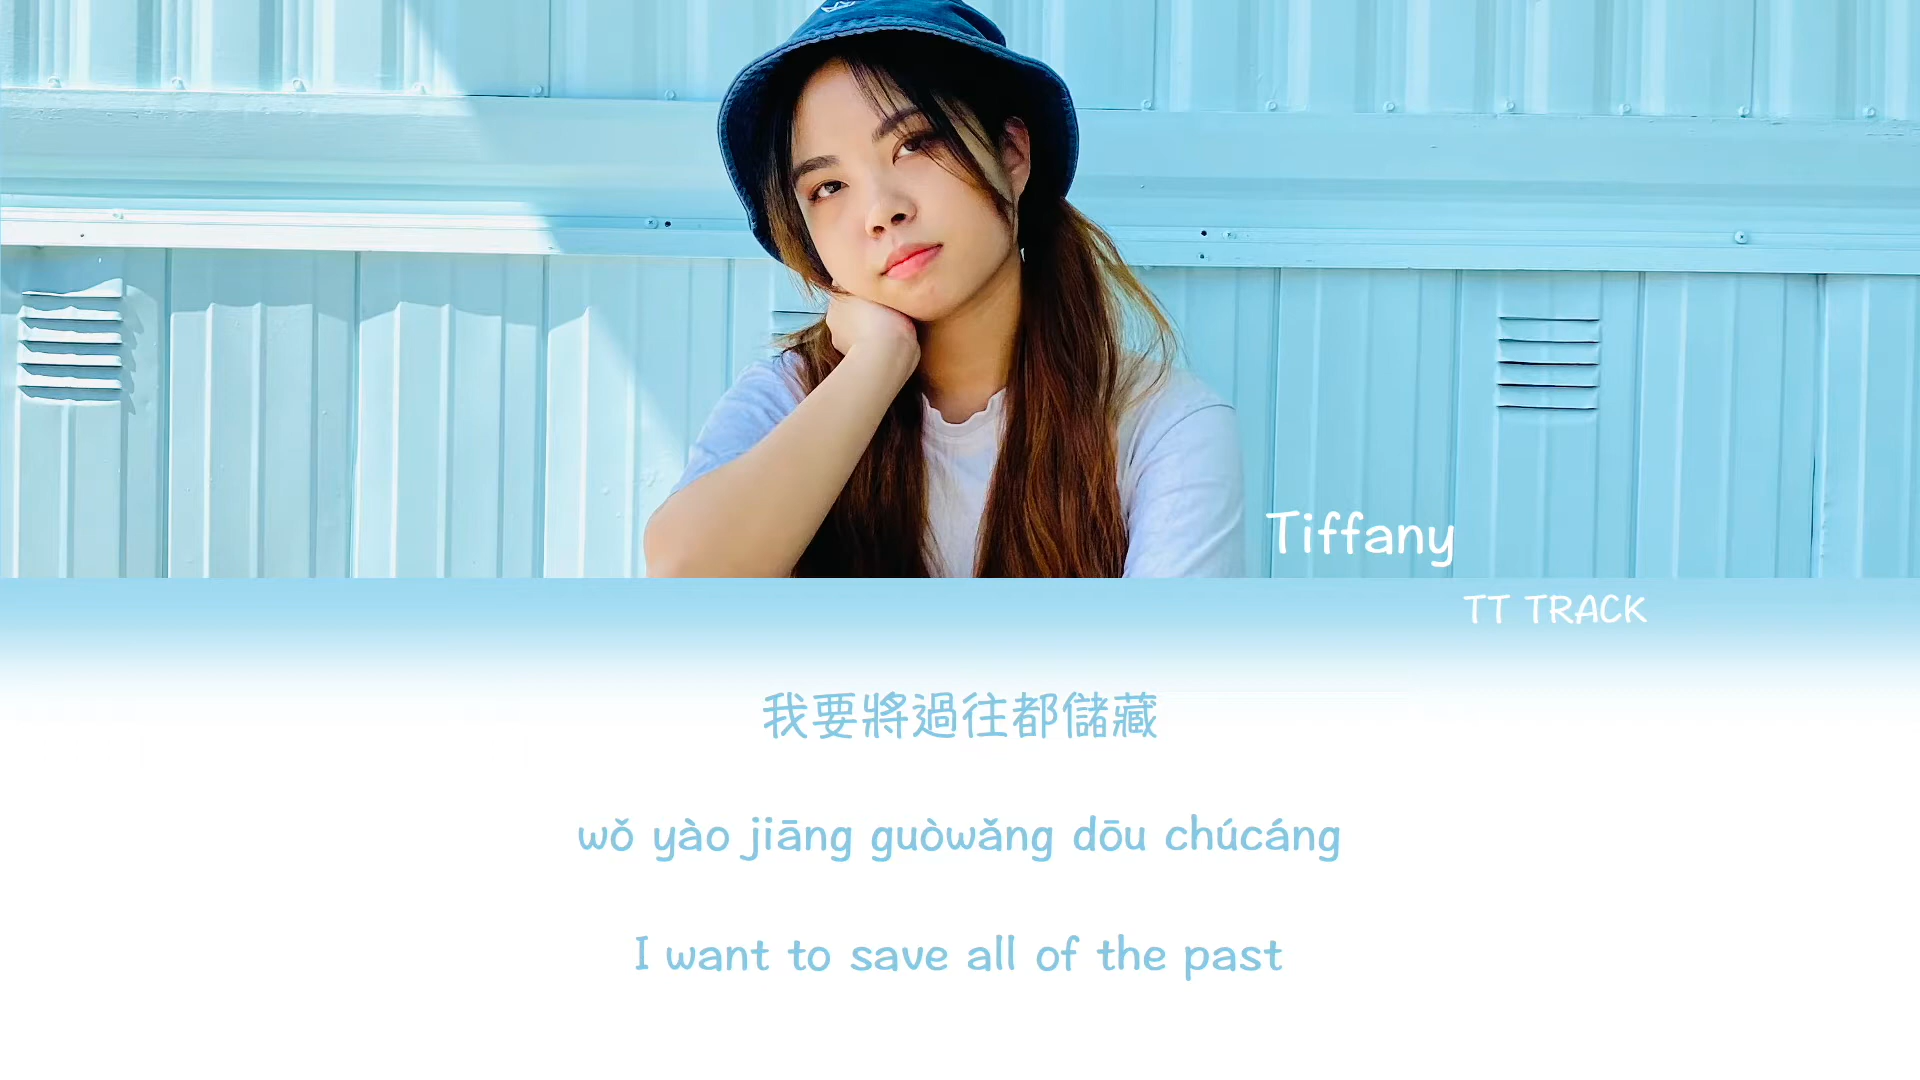 Tiffany
TT TRACK
我要將過往都儲藏
wǒ yào jiāng guòwǎng dōu chúcáng
I want to save all of the past